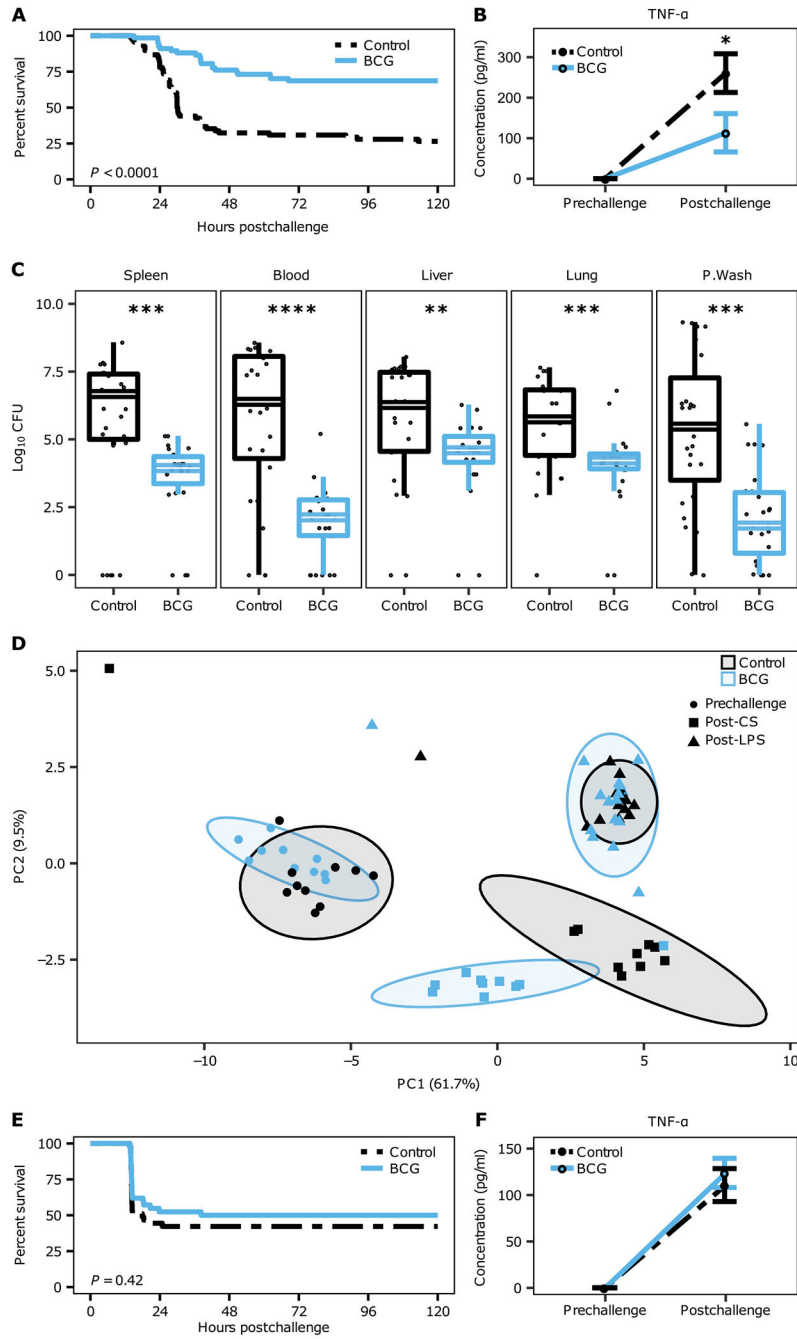 A
100
75
50
25
0
Percent survival
Control
BCG
P < 0.0001
0 24 48 72 96 120
Hours postchallenge
B
TNF-α
300
200
100
0
Concentration (pg/ml)
Control
BCG
*
Prechallenge Postchallenge
C
Spleen Blood Liver Lung P.Wash
10.0
7.5
5.0
2.5
0
Log10 CFU
*** **** ** *** ***
Control BCG Control BCG Control BCG Control BCG Control BCG
D
5.0
2.5
0.0
−2.5
PC2 (9.5%)
Control
BCG
Prechallenge
Post-CS
Post-LPS
−10 −5 0 5 10
PC1 (61.7%)
E
100
75
50
25
0
Percent survival
Control
BCG
P = 0.42
0 24 48 72 96 120
Hours postchallenge
F
TNF-α
150
100
50
0
Concentration (pg/ml)
Control
BCG
Prechallenge Postchallenge